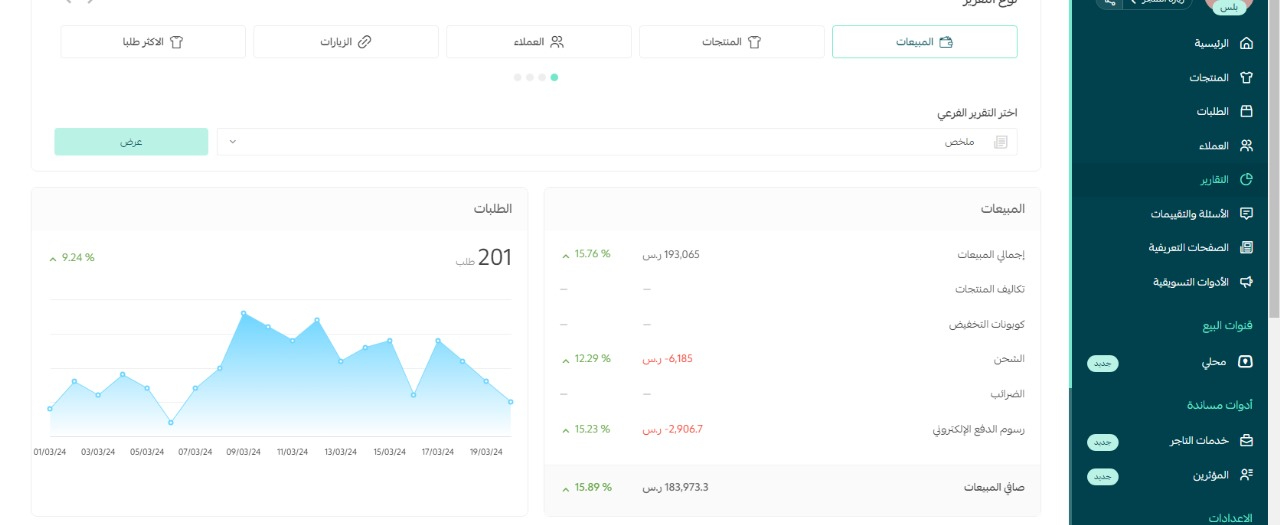 نوع التقرير
المبيعات
المنتجات
العملاء
الزيارات
الاكثر طلبا
اختر التقرير الفرعي
ملخص
عرض
المبيعات
إجمالي المبيعات 193,065 ر.س 15.76 %
تكاليف المنتجات — —
كوبونات التخفيض — —
الشحن -6,185 ر.س 12.29 %
الضرائب — —
رسوم الدفع الإلكتروني -2,906.7 ر.س 15.23 %
صافي المبيعات 183,973.3 ر.س 15.89 %
الطلبات
201 طلب
9.24 %
01/03/24 03/03/24 05/03/24 07/03/24 09/03/24 11/03/24 13/03/24 15/03/24 17/03/24 19/03/24
بلس
زيارة المتجر
الرئيسية
المنتجات
الطلبات
العملاء
التقارير
الأسئلة والتقييمات
الصفحات التعريفية
الأدوات التسويقية
قنوات البيع
محلي
جديد
أدوات مساندة
خدمات التاجر
جديد
المؤثرين
جديد
الاعدادات